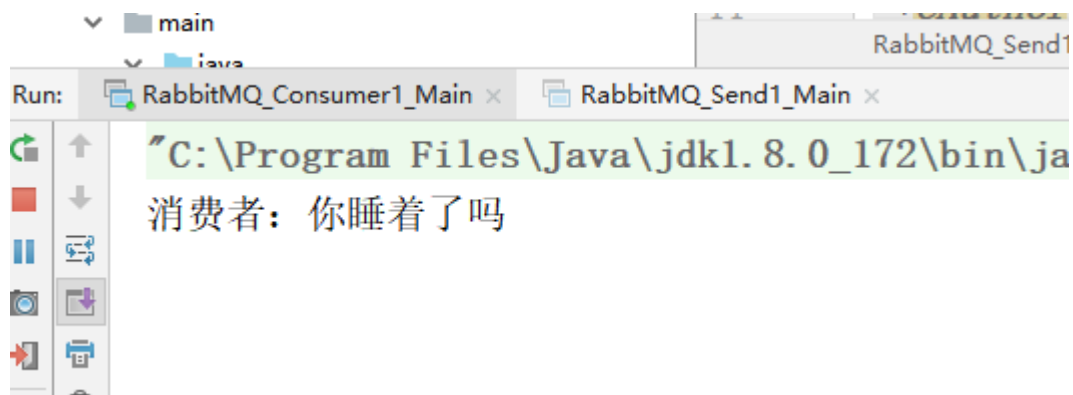 main
java
RabbitMQ_Send1
Run:
RabbitMQ_Consumer1_Main
RabbitMQ_Send1_Main
"C:\Program Files\Java\jdk1.8.0_172\bin\ja
消费者：你睡着了吗